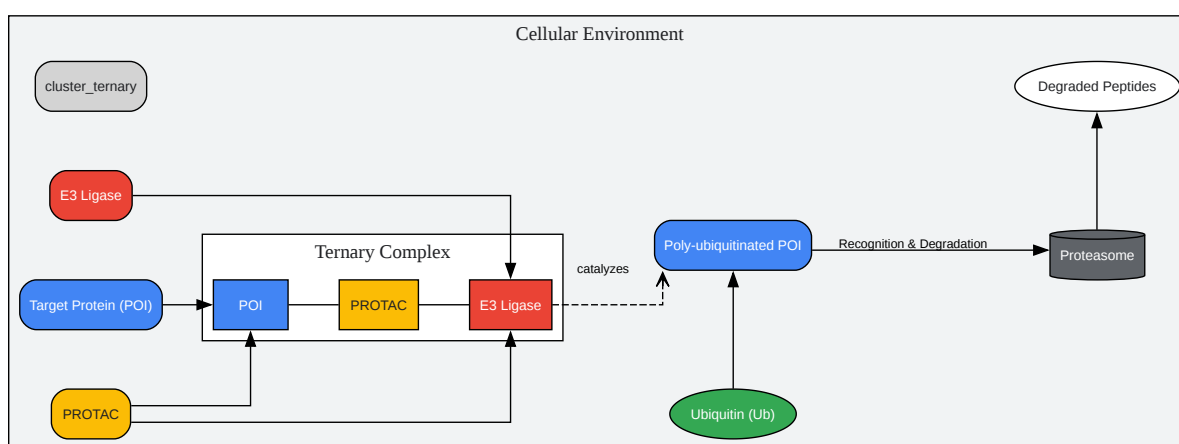 Cellular Environment
cluster_ternary
Degraded Peptides
E3 Ligase
Ternary Complex
Poly-ubiquitinated POI
Recognition & Degradation
Proteasome
catalyzes
Target Protein (POI)
POI
PROTAC
E3 Ligase
PROTAC
Ubiquitin (Ub)